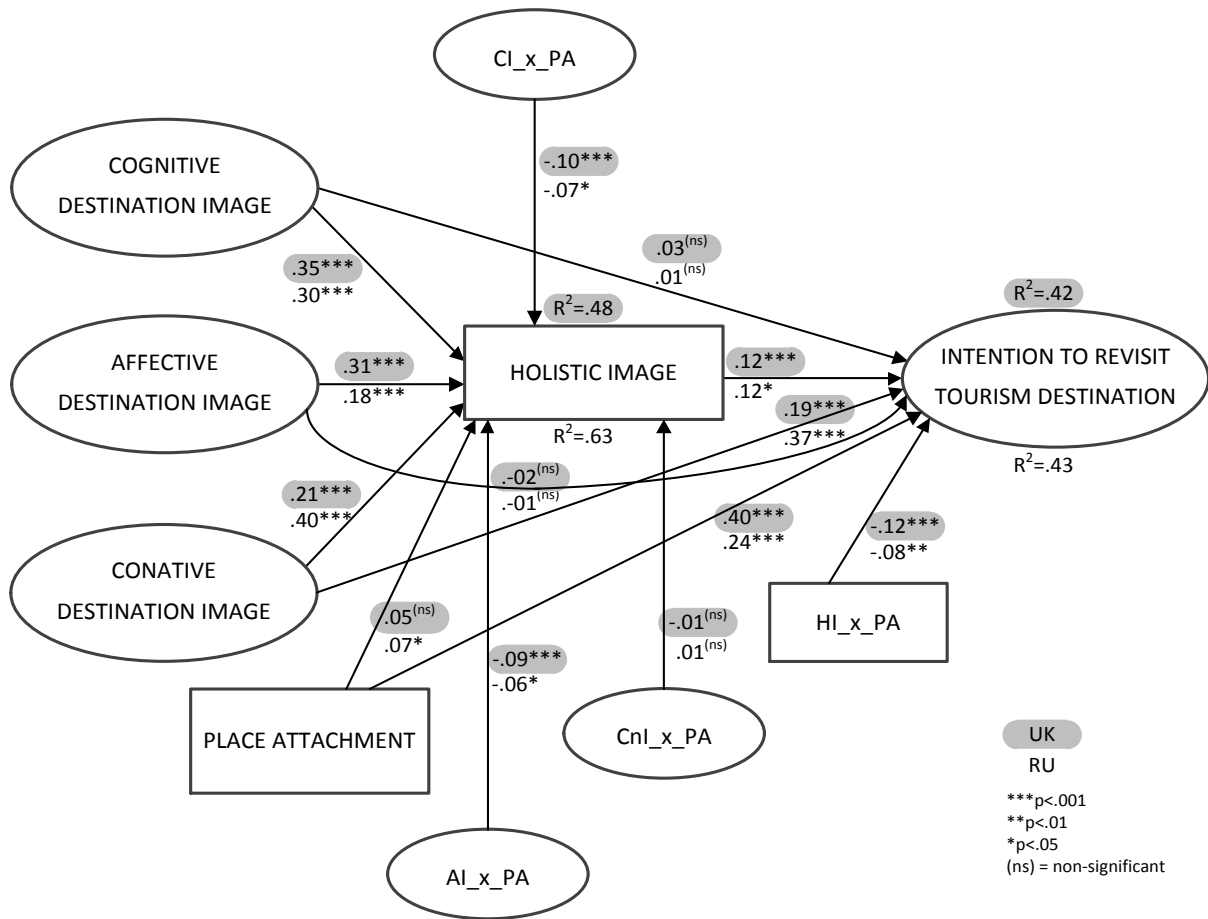 CI_x_PA
COGNITIVE
DESTINATION IMAGE
-.10***
-.07*
.03(ns)
.01(ns)
.35***
.30***
R²=.48
R²=.42
AFFECTIVE
DESTINATION IMAGE
.31***
.18***
HOLISTIC IMAGE
.12***
.12*
INTENTION TO REVISIT
TOURISM DESTINATION
R²=.63
.19***
.37***
R²=.43
.21***
.40***
.-02(ns)
.-01(ns)
.40***
.24***
-.12***
-.08**
CONATIVE
DESTINATION IMAGE
.05(ns)
.07*
-.09***
-.06*
-.01(ns)
.01(ns)
HI_x_PA
PLACE ATTACHMENT
CnI_x_PA
AI_x_PA
UK
RU
***p<.001
**p<.01
*p<.05
(ns) = non-significant